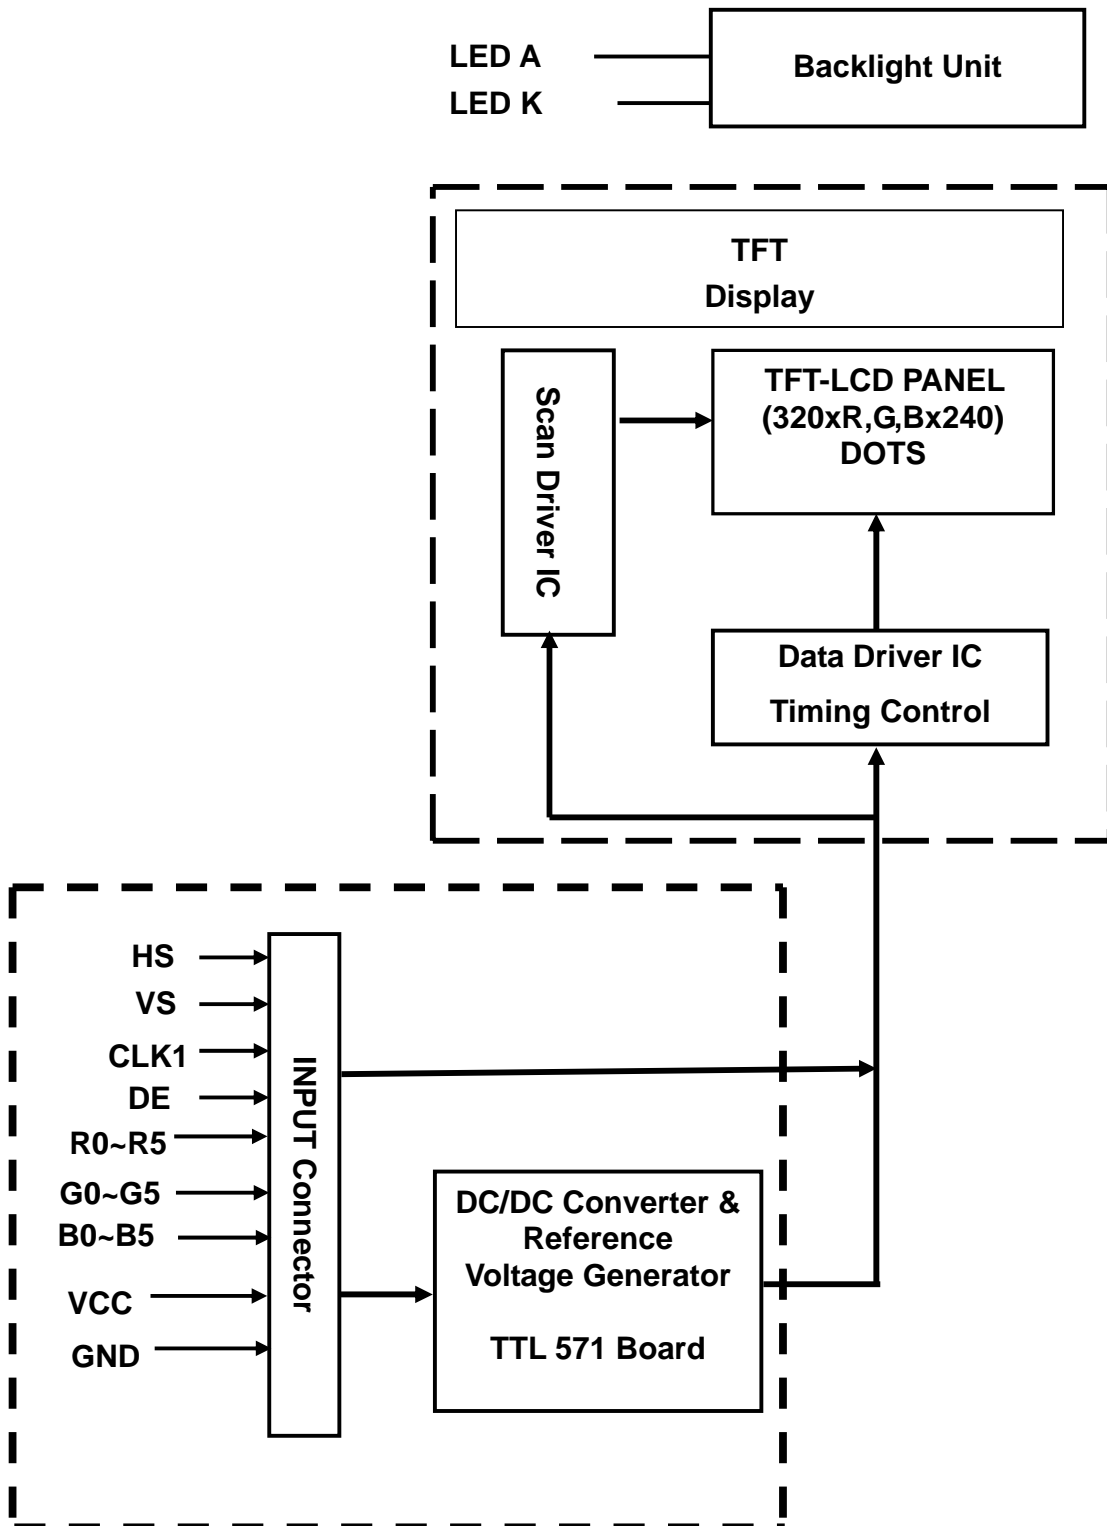 LED A
LED K
Backlight Unit
TFT
Display
Scan Driver IC
TFT-LCD PANEL
(320xR,G,Bx240)
DOTS
Data Driver IC
Timing Control
HS
VS
CLK1
DE
R0~R5
G0~G5
B0~B5
VCC
GND
INPUT Connector
DC/DC Converter &
Reference
Voltage Generator
TTL 571 Board